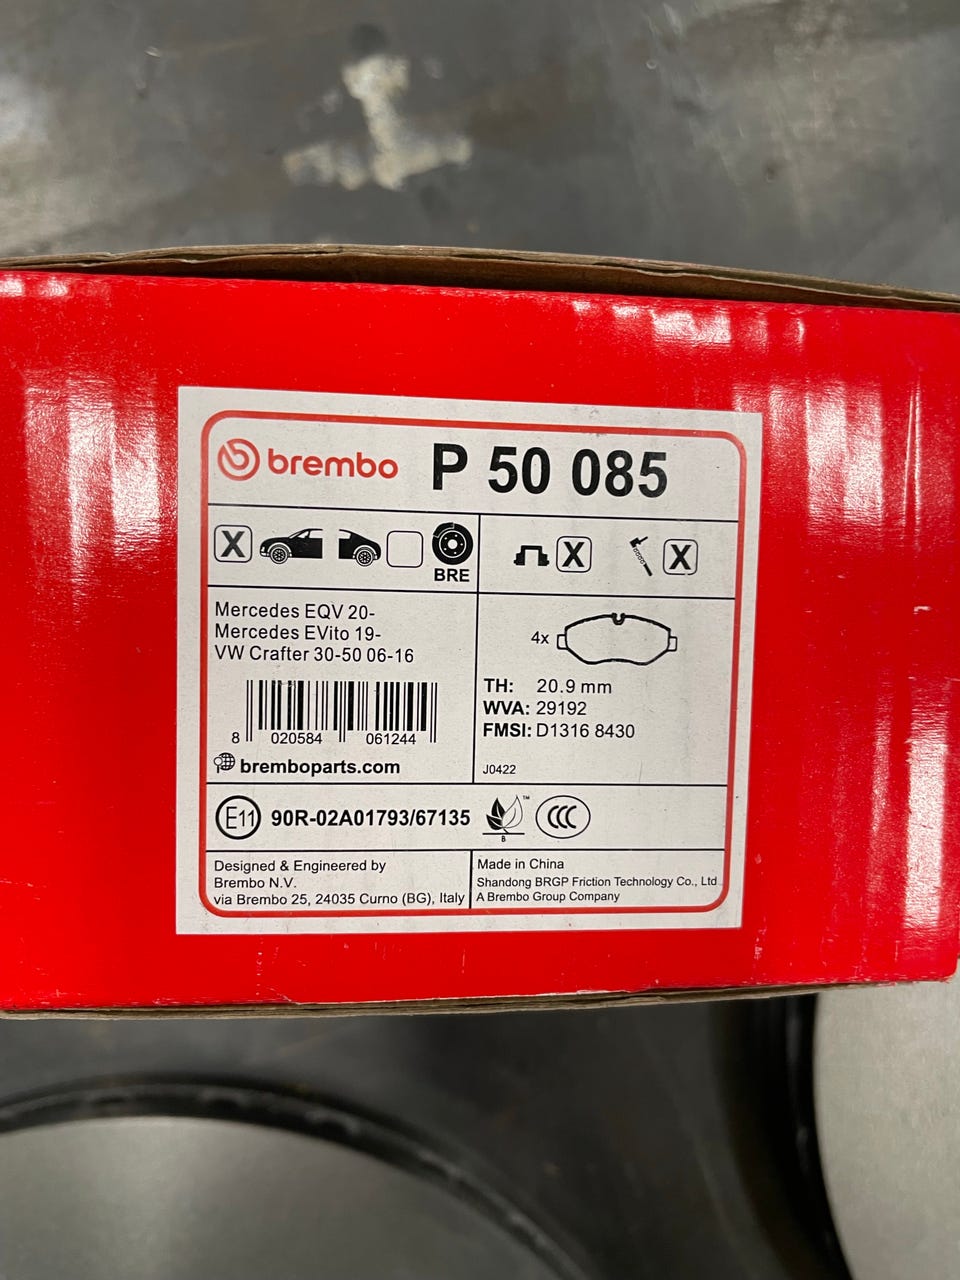 brembo P 50 085
X X X
BRE
Mercedes EQV 20-
Mercedes EVito 19-
VW Crafter 30-50 06-16
4x
TH: 20.9 mm
WVA: 29192
FMSI: D1316 8430
8 020584 061244
bremboparts.com
J0422
E11 90R-02A01793/67135 TM B CCC
Designed & Engineered by
Brembo N.V.
via Brembo 25, 24035 Curno (BG), Italy
Made in China
Shandong BRGP Friction Technology Co., Ltd
A Brembo Group Company